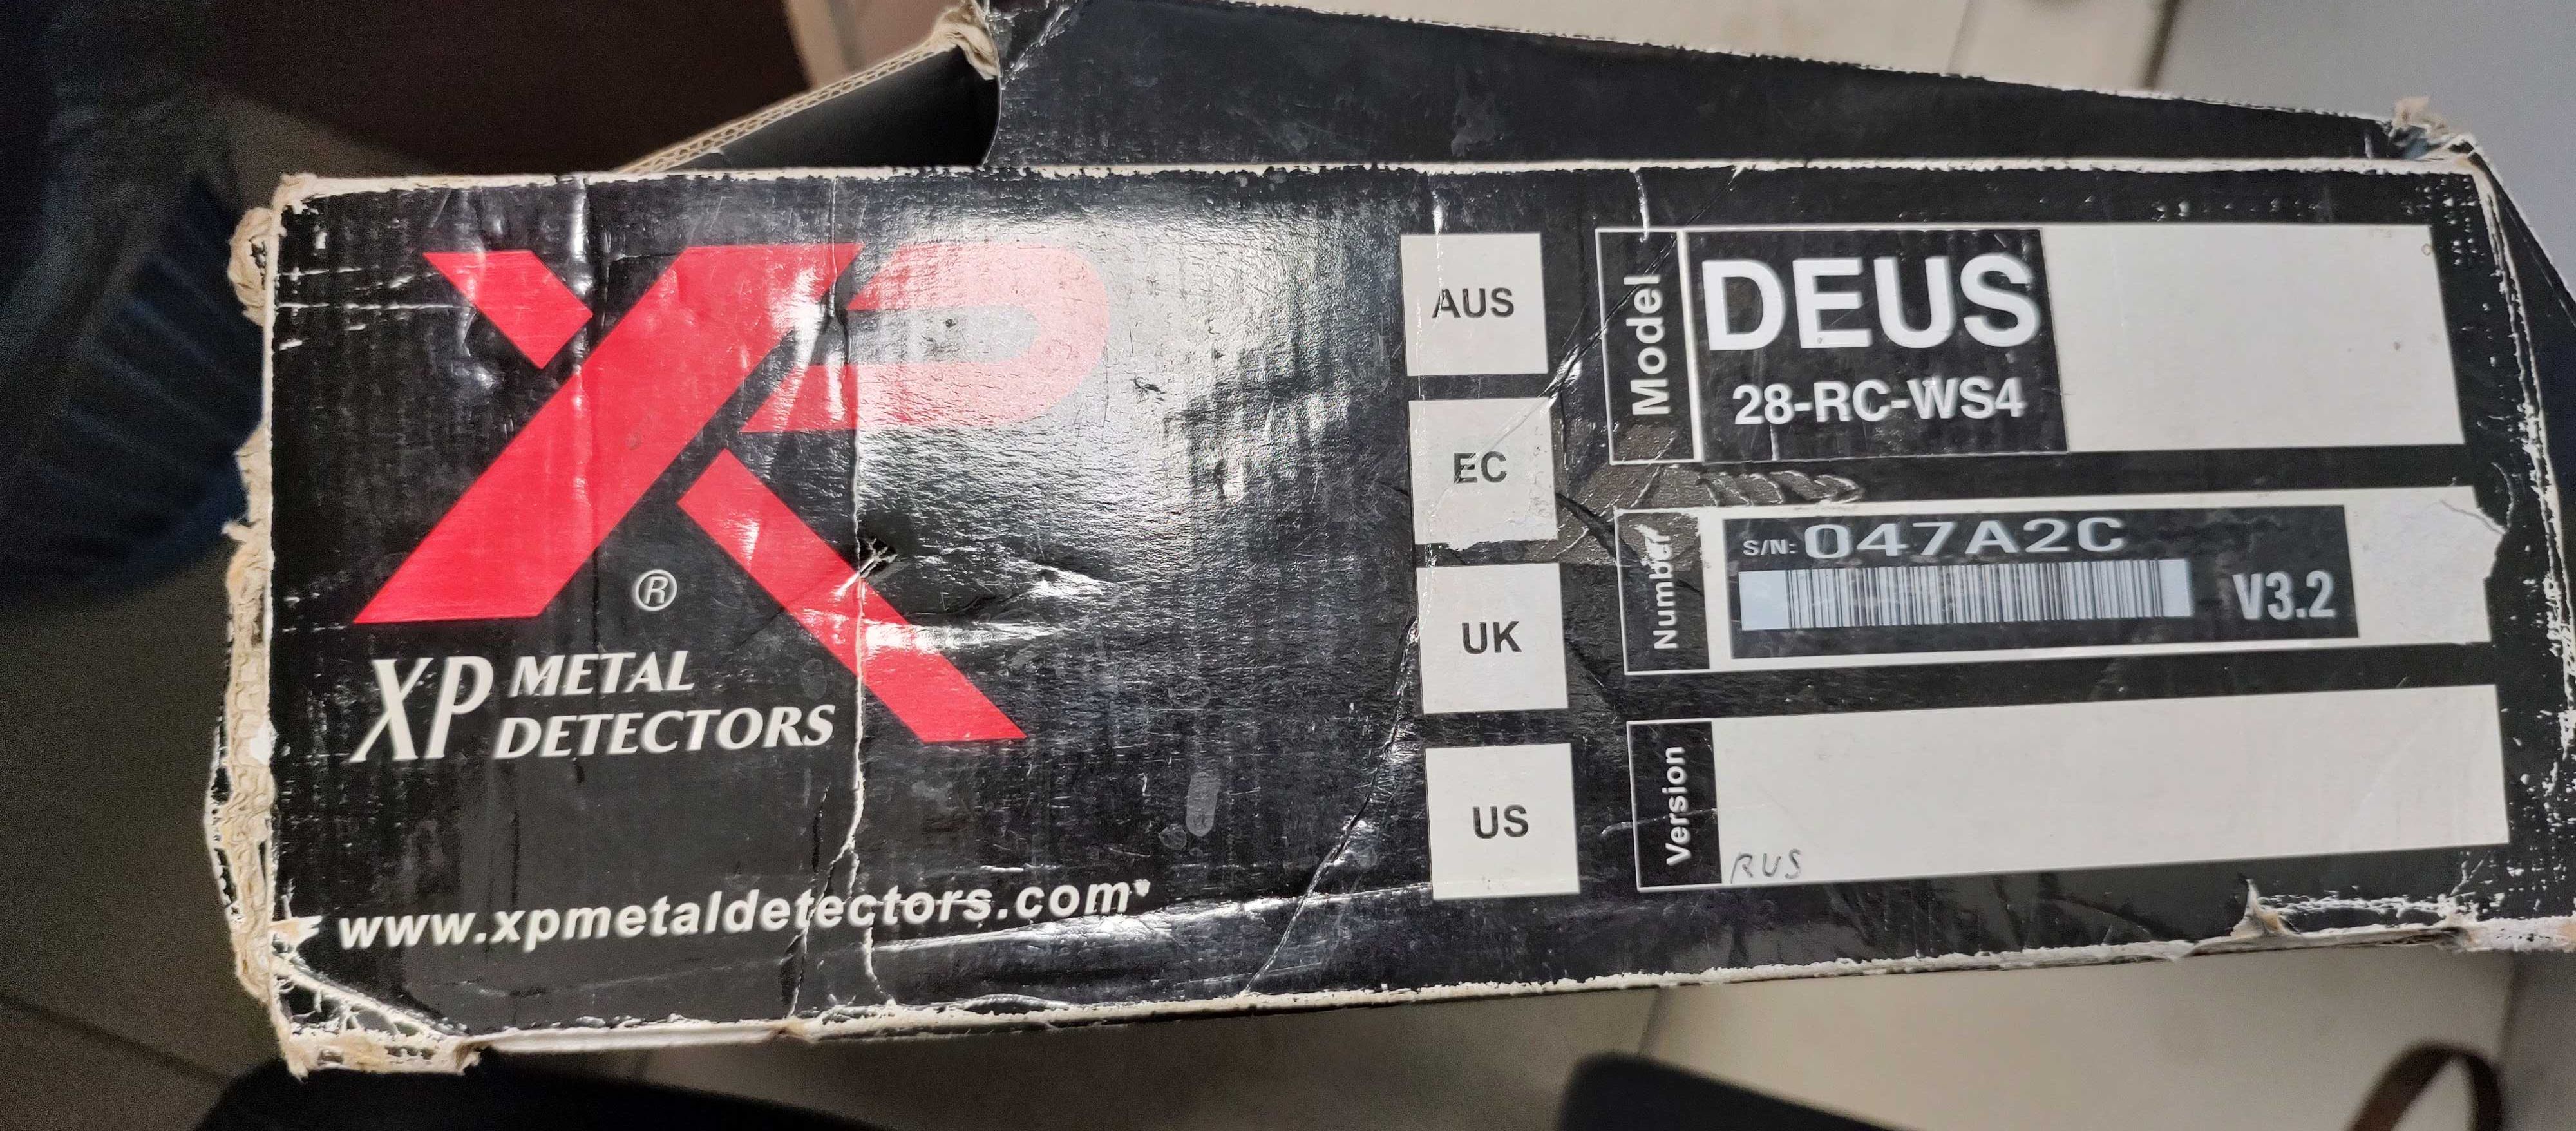 XP
®
XP METAL
DETECTORS
www.xpmetaldetectors.com
AUS
EC
UK
US
Model
DEUS
28-RC-WS4
Number
S/N: 047A2C
V3.2
Version
RUS